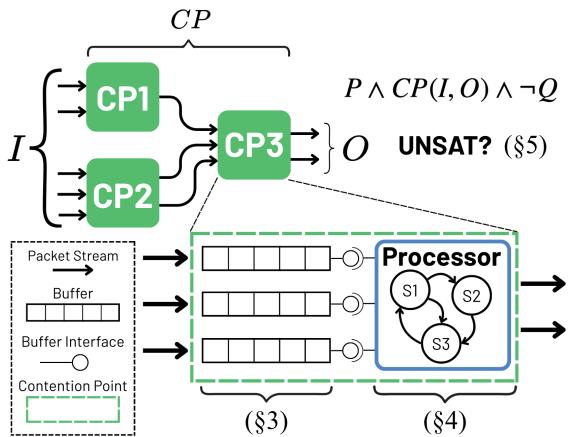 CP
I
CP1
CP2
CP3
O
P ∧ CP(I, O) ∧ ¬Q
UNSAT? (§5)
Packet Stream
Buffer
Buffer Interface
Contention Point
Processor
S1
S2
S3
(§3)
(§4)